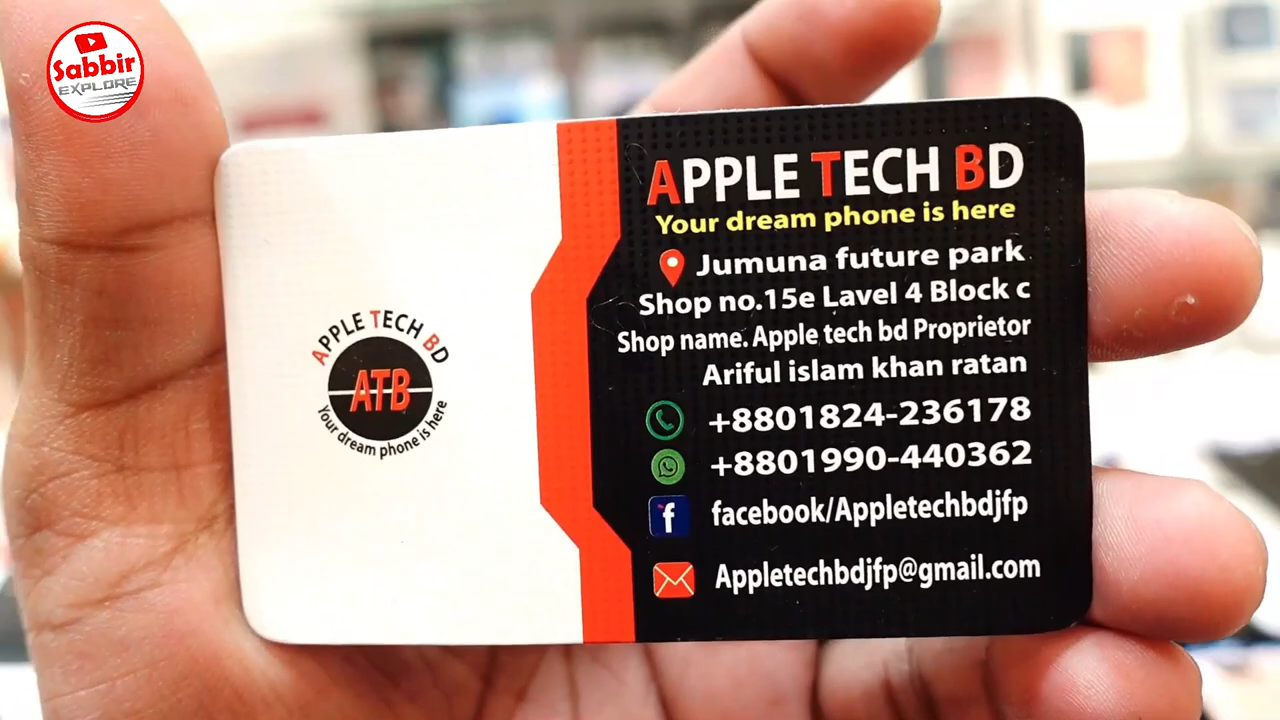 Sabbir
EXPLORE
APPLE TECH BD
ATB
Your dream phone is here
APPLE TECH BD
Your dream phone is here
Jumuna future park
Shop no.15e Lavel 4 Block c
Shop name. Apple tech bd Proprietor
Ariful islam khan ratan
+8801824-236178
+8801990-440362
facebook/Appletechbdjfp
Appletechbdjfp@gmail.com